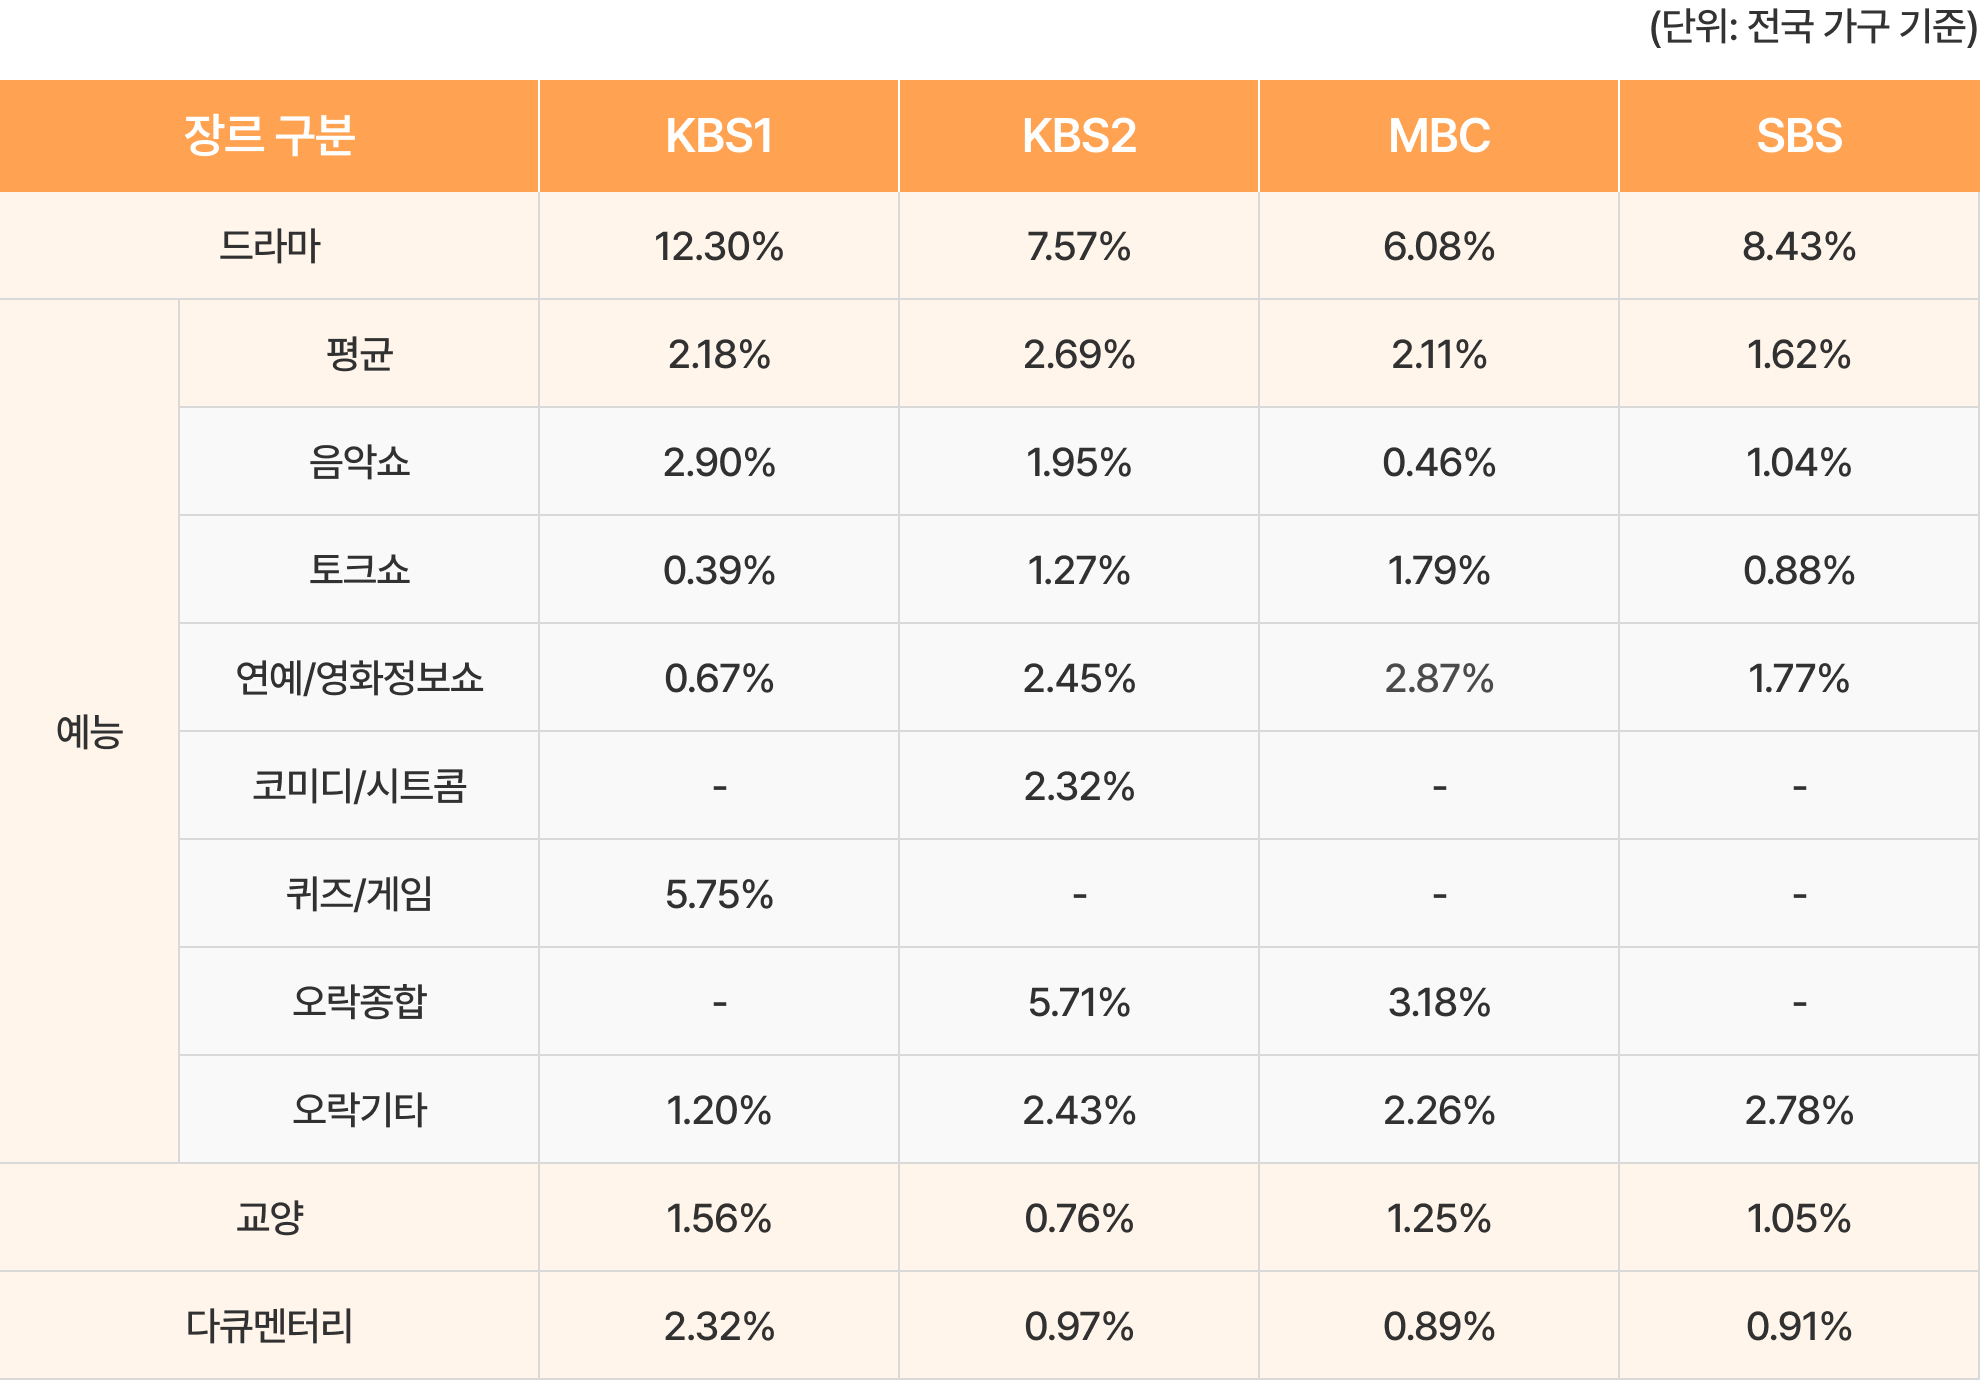 (단위: 전국 가구 기준)
장르 구분 KBS1 KBS2 MBC SBS
드라마 12.30% 7.57% 6.08% 8.43%
예능
평균 2.18% 2.69% 2.11% 1.62%
음악쇼 2.90% 1.95% 0.46% 1.04%
토크쇼 0.39% 1.27% 1.79% 0.88%
연예/영화정보쇼 0.67% 2.45% 2.87% 1.77%
코미디/시트콤 - 2.32% - -
퀴즈/게임 5.75% - - -
오락종합 - 5.71% 3.18% -
오락기타 1.20% 2.43% 2.26% 2.78%
교양 1.56% 0.76% 1.25% 1.05%
다큐멘터리 2.32% 0.97% 0.89% 0.91%